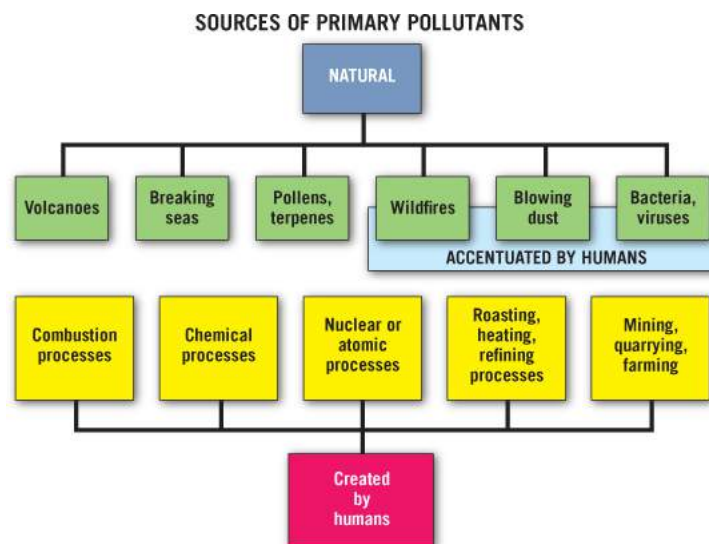 SOURCES OF PRIMARY POLLUTANTS
NATURAL
Volcanoes
Breaking
seas
Pollens,
terpenes
Wildfires
Blowing
dust
Bacteria,
viruses
ACCENTUATED BY HUMANS
Combustion
processes
Chemical
processes
Nuclear or
atomic
processes
Roasting,
heating,
refining
processes
Mining,
quarrying,
farming
Created
by
humans